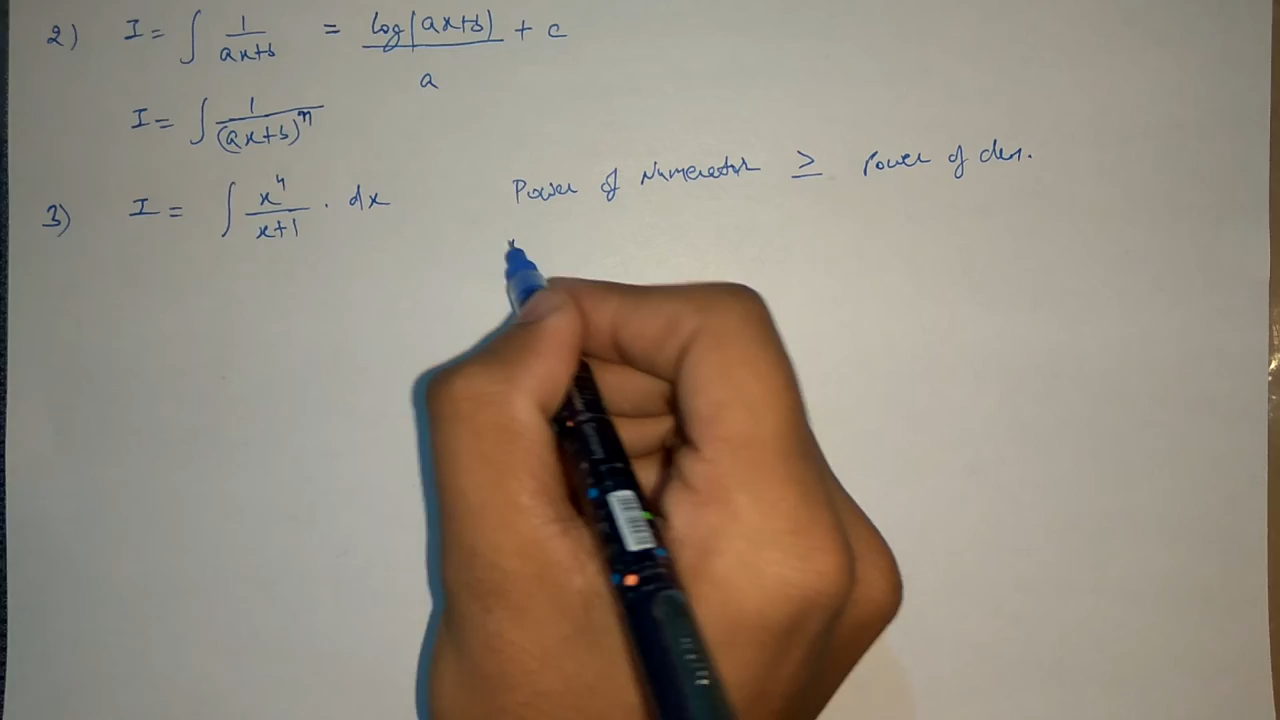 2) I = ∫ 1/(ax+b) = log(ax+b)/a + c
I = ∫ 1/(ax+b)^n
3) I = ∫ x^4/(x+1) . dx Power of Numerator ≥ Power of den.